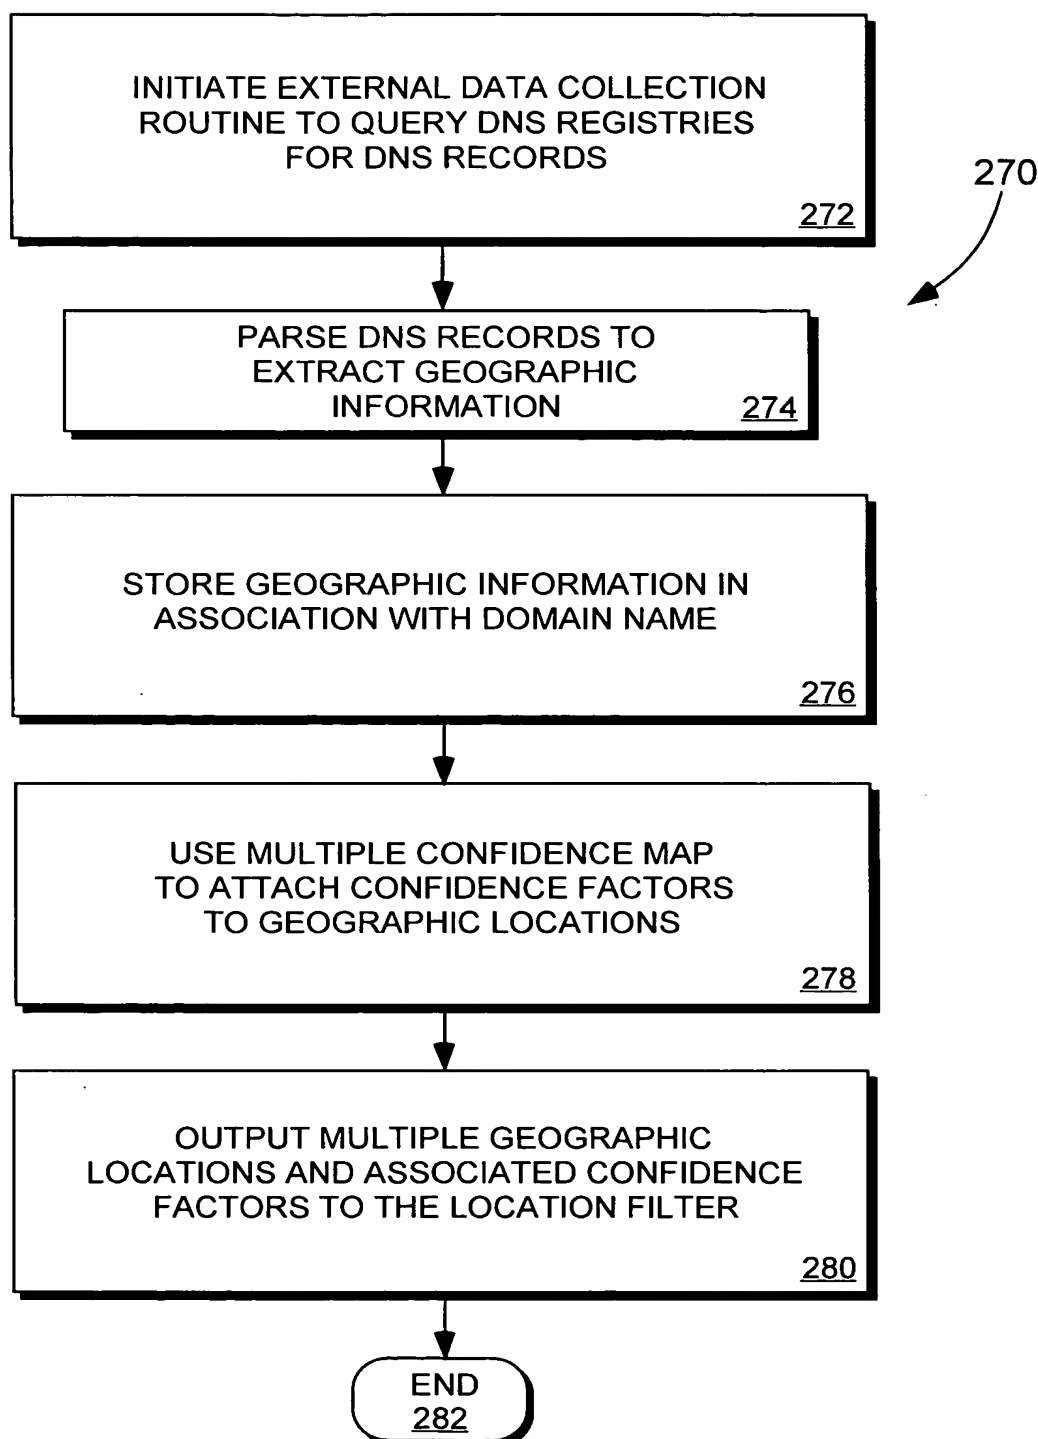 INITIATE EXTERNAL DATA COLLECTION
ROUTINE TO QUERY DNS REGISTRIES
FOR DNS RECORDS
272
270
PARSE DNS RECORDS TO
EXTRACT GEOGRAPHIC
INFORMATION
274
STORE GEOGRAPHIC INFORMATION IN
ASSOCIATION WITH DOMAIN NAME
276
USE MULTIPLE CONFIDENCE MAP
TO ATTACH CONFIDENCE FACTORS
TO GEOGRAPHIC LOCATIONS
278
OUTPUT MULTIPLE GEOGRAPHIC
LOCATIONS AND ASSOCIATED CONFIDENCE
FACTORS TO THE LOCATION FILTER
280
END
282